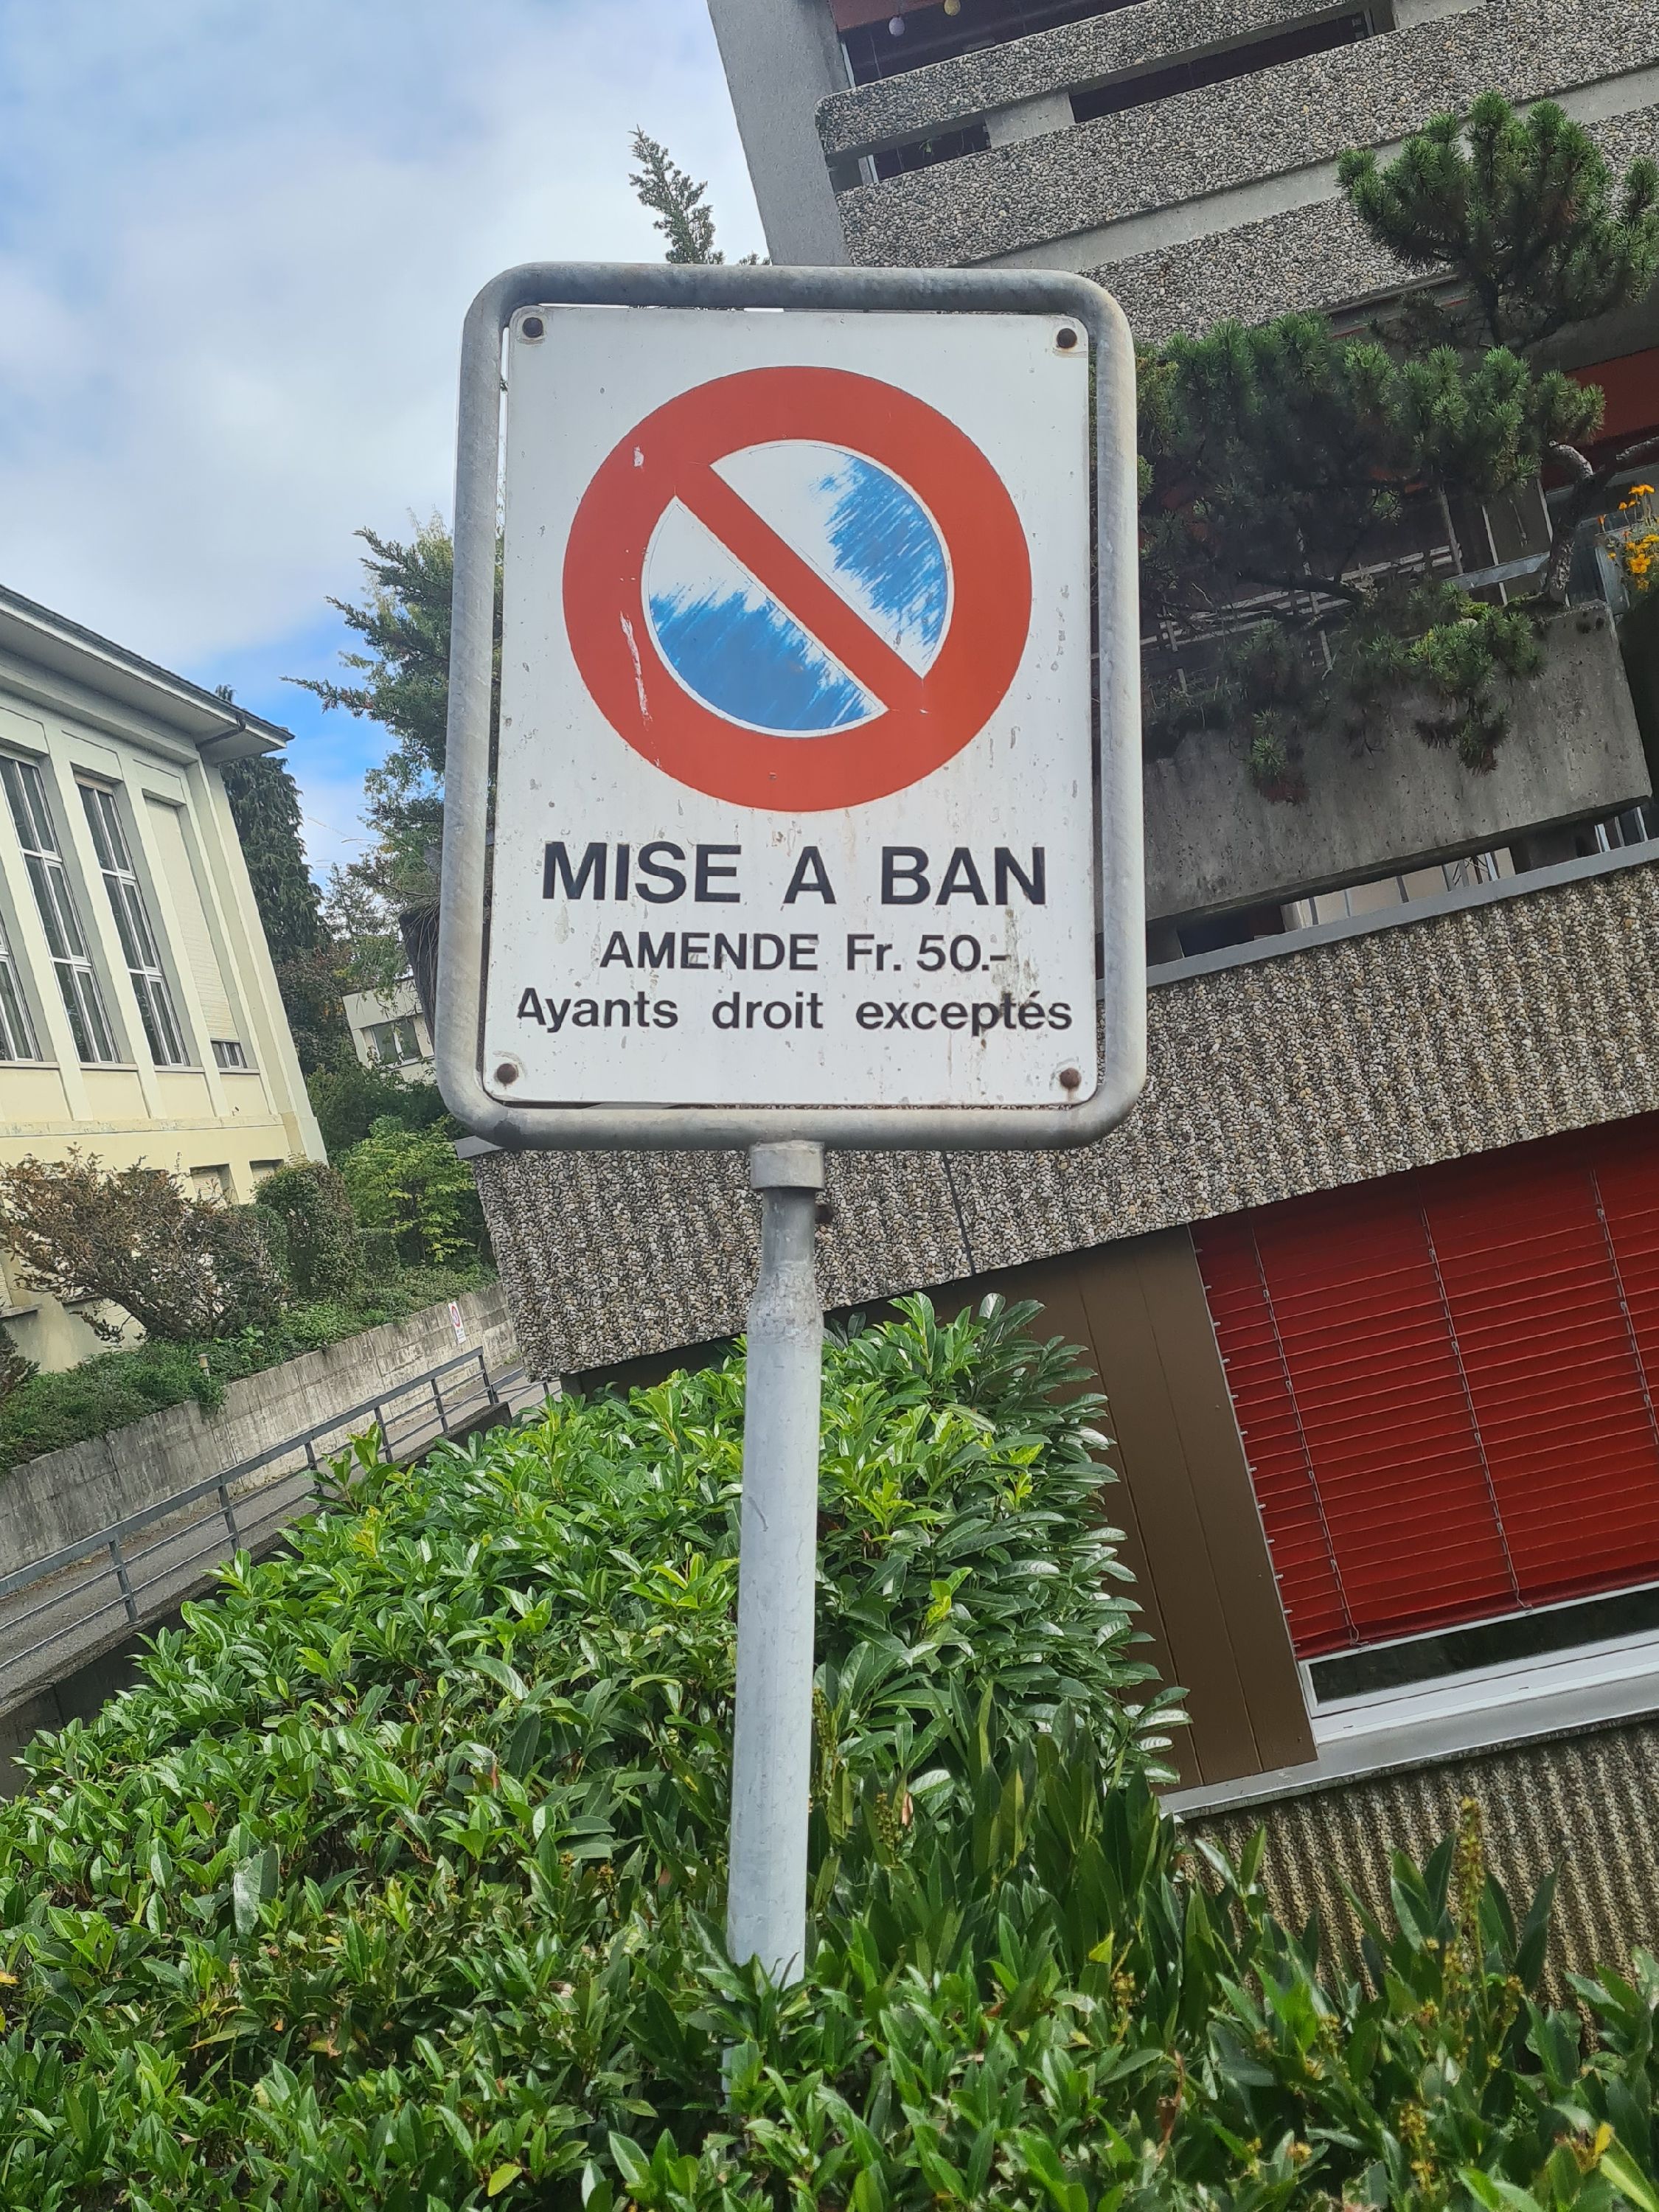 MISE A BAN
AMENDE Fr. 50.-
Ayants droit exceptés